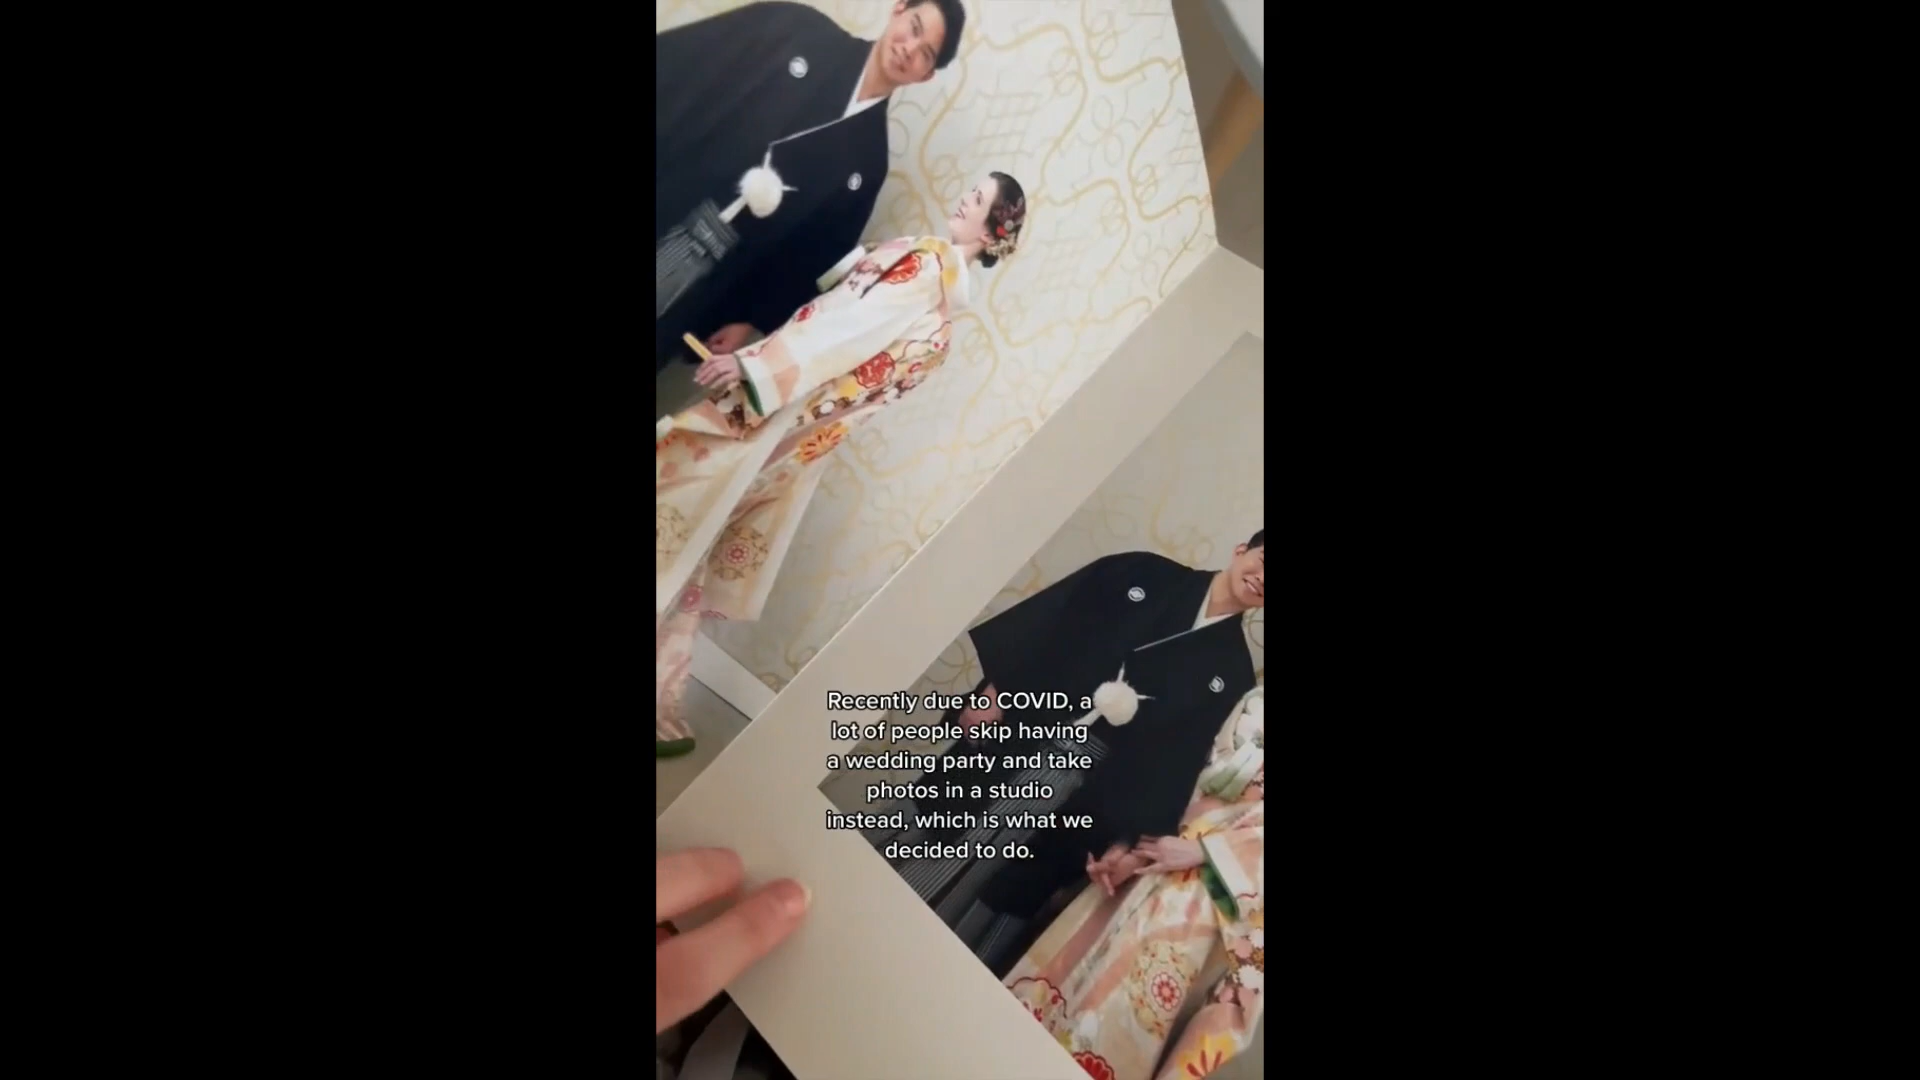 Recently due to COVID, a
lot of people skip having
a wedding party and take
photos in a studio
instead, which is what we
decided to do.